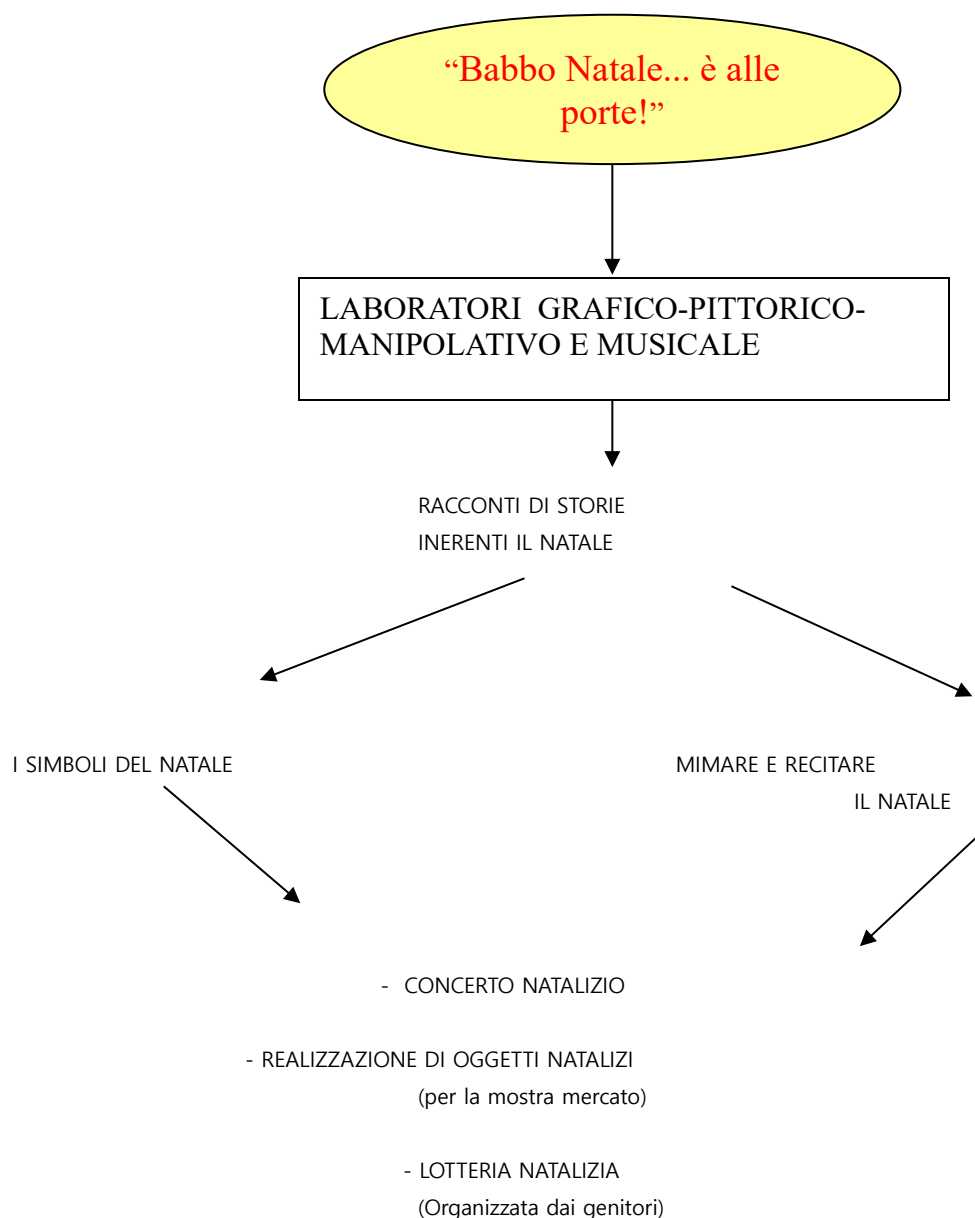 “Babbo Natale... è alle
porte!”
LABORATORI GRAFICO-PITTORICO-
MANIPOLATIVO E MUSICALE
RACCONTI DI STORIE
INERENTI IL NATALE
I SIMBOLI DEL NATALE
MIMARE E RECITARE
IL NATALE
- CONCERTO NATALIZIO
- REALIZZAZIONE DI OGGETTI NATALIZI
(per la mostra mercato)
- LOTTERIA NATALIZIA
(Organizzata dai genitori)